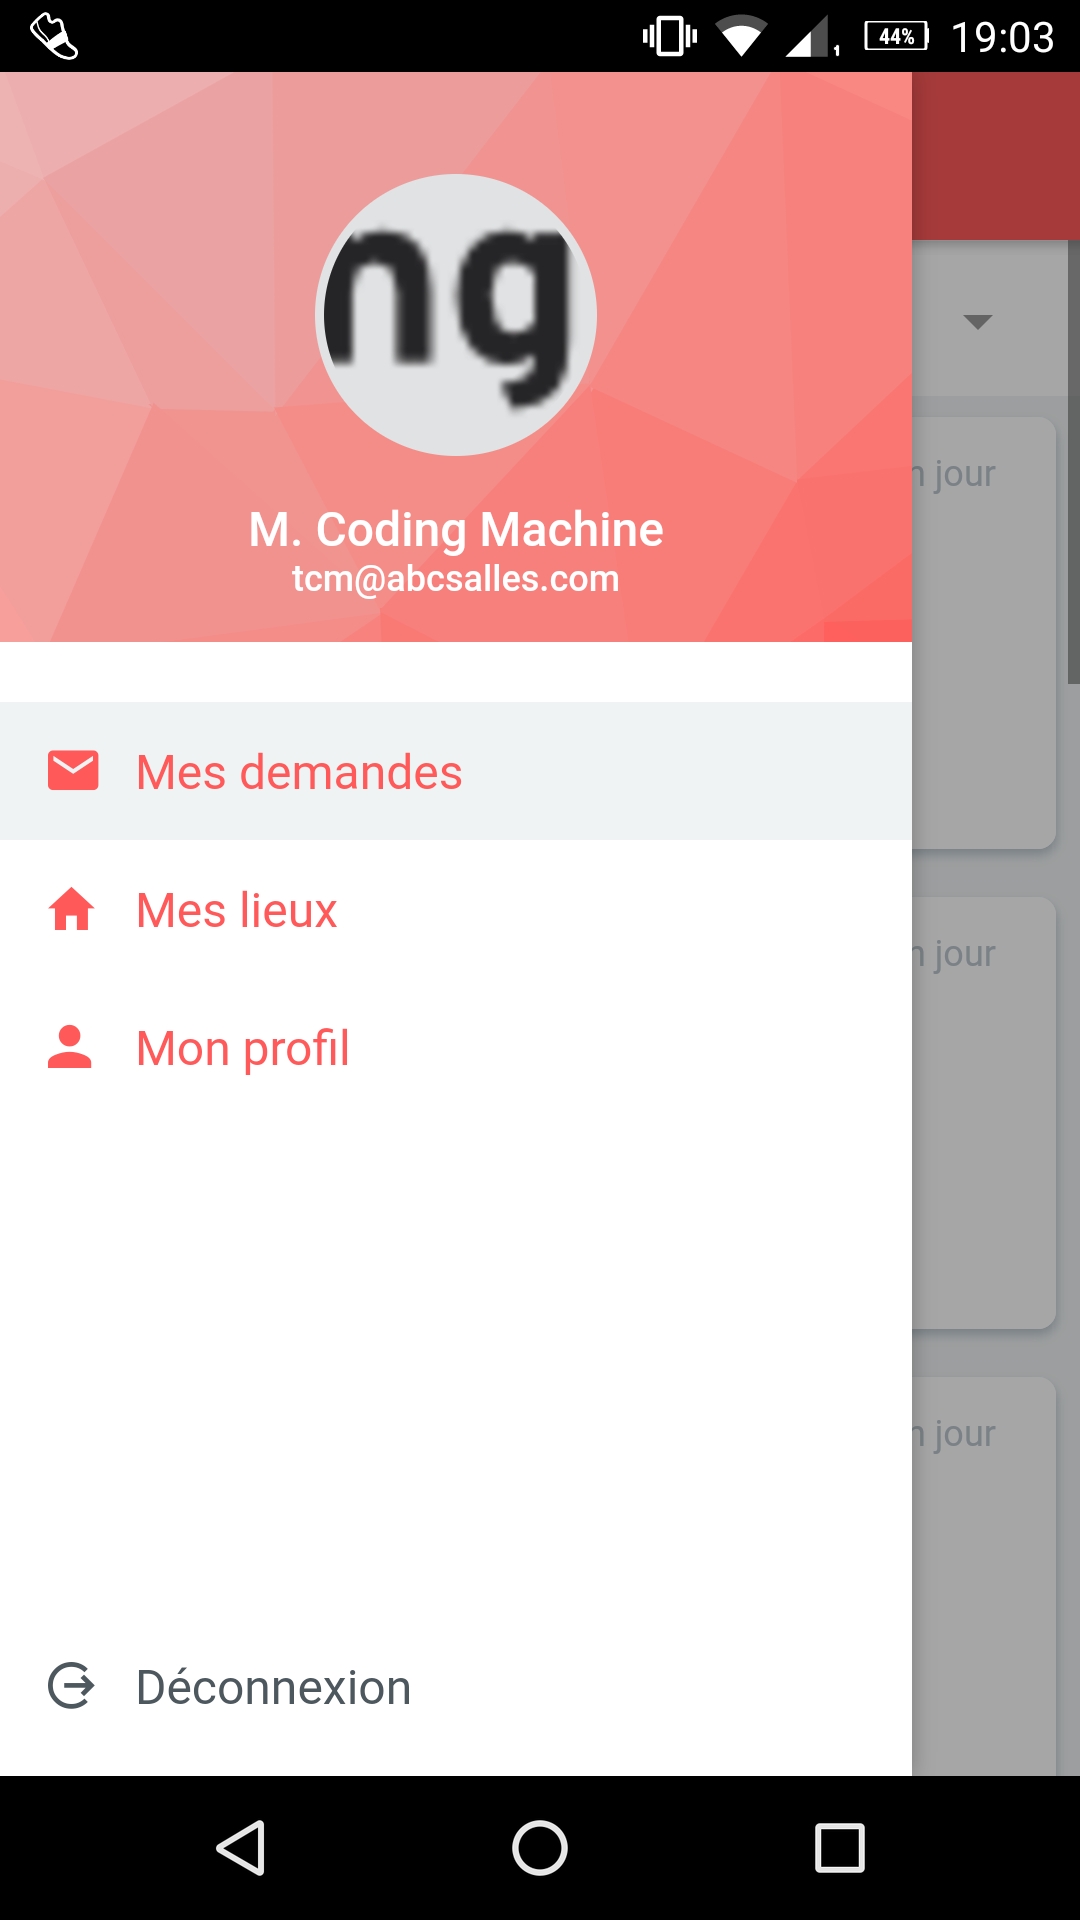 44% 19:03
ng
M. Coding Machine
tcm@abcsalles.com
jour
Mes demandes
Mes lieux
jour
Mon profil
jour
Déconnexion